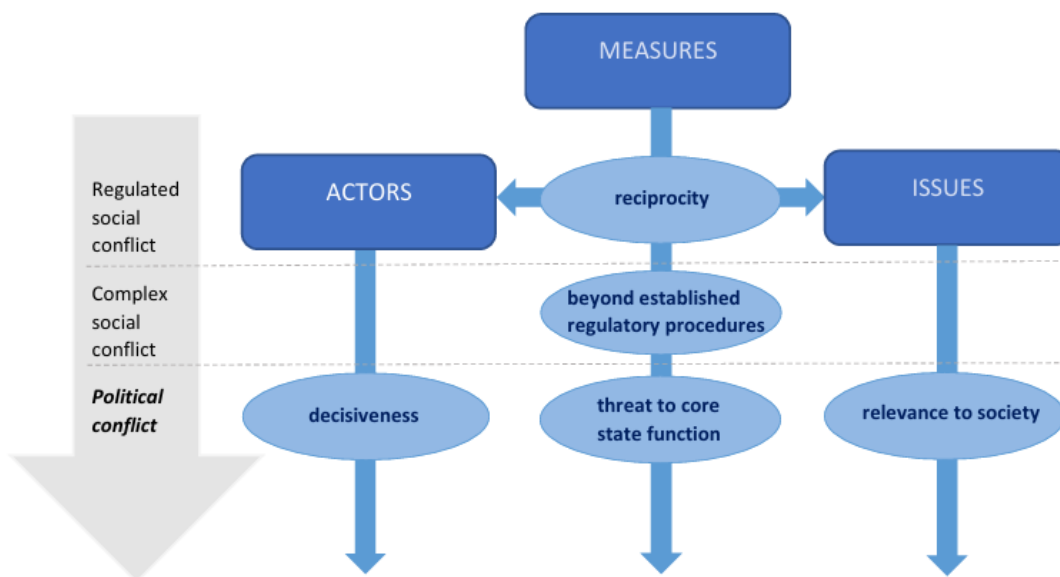 MEASURES
Regulated
social
conflict
ACTORS
reciprocity
ISSUES
Complex
social
conflict
beyond established
regulatory procedures
Political
conflict
decisiveness
threat to core
state function
relevance to society